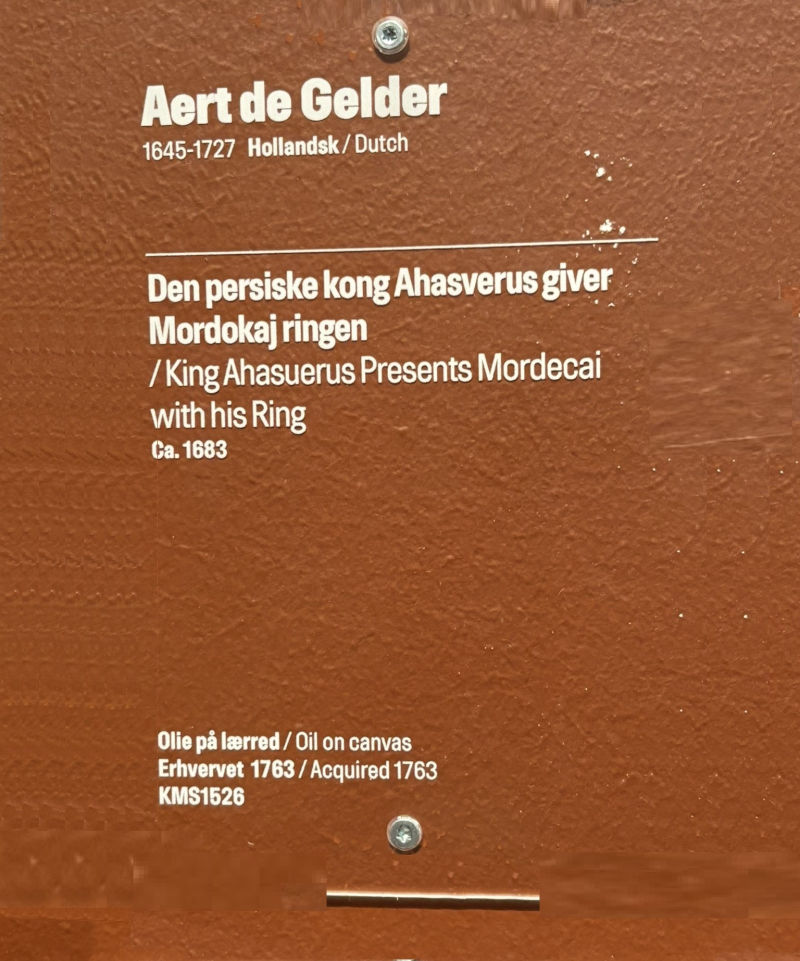 Aert de Gelder
1645-1727 Hollandsk / Dutch
Den persiske kong Ahasverus giver
Mordokaj ringen
/ King Ahasuerus Presents Mordecai
with his Ring
Ca. 1683
Olie på lærred / Oil on canvas
Erhvervet 1763 / Acquired 1763
KMS1526